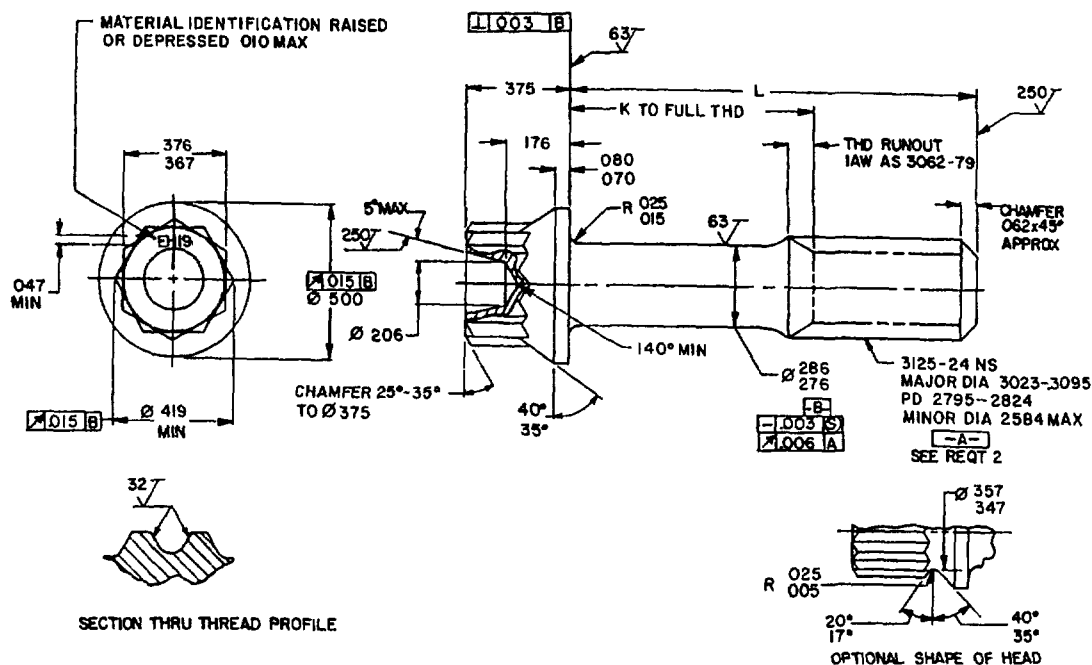 MATERIAL IDENTIFICATION RAISED
OR DEPRESSED 010 MAX
⊥ 003 B
63
375
L
250
K TO FULL THD
376
367
176
THD RUNOUT
IAW AS 3062-79
080
070
R 025
015
5° MAX
250
63
CHAMFER
062x45°
APPROX
EH19
047
MIN
↗ .015 B
Ø 500
Ø 206
140° MIN
Ø 286
276
3125-24 NS
MAJOR DIA 3023-3095
PD 2795-2824
MINOR DIA 2584 MAX
CHAMFER 25°-35°
TO Ø 375
40°
35°
-B-
— .003 Ⓢ
↗ .006 A
-A-
SEE REQT 2
↗ .015 B
Ø 419
MIN
32
SECTION THRU THREAD PROFILE
Ø 357
347
R 025
005
20°
17°
40°
35°
OPTIONAL SHAPE OF HEAD